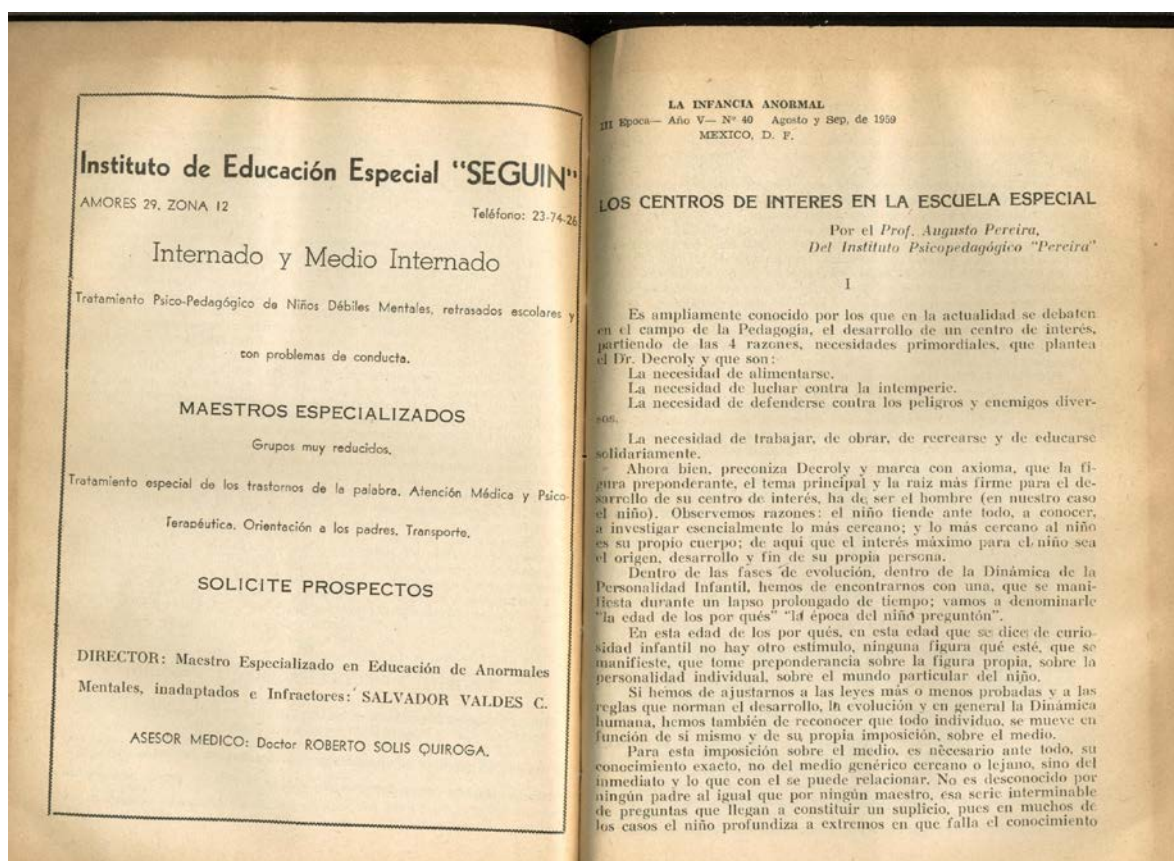 Instituto de Educación Especial "SEGUIN"
AMORES 29, ZONA 12
Teléfono: 23-74-26
Internado y Medio Internado
Tratamiento Psico-Pedagógico de Niños Débiles Mentales, retrasados escolares y
con problemas de conducta.
MAESTROS ESPECIALIZADOS
Grupos muy reducidos.
Tratamiento especial de los trastornos de la palabra. Atención Médica y Psico-
Terapéutica. Orientación a los padres. Transporte.
SOLICITE PROSPECTOS
DIRECTOR: Maestro Especializado en Educación de Anormales
Mentales, inadaptados e Infractores: SALVADOR VALDES C.
ASESOR MEDICO: Doctor ROBERTO SOLIS QUIROGA.
LA INFANCIA ANORMAL
III Epoca— Año V— Nº 40 Agosto y Sep, de 1959
MEXICO, D. F.
LOS CENTROS DE INTERES EN LA ESCUELA ESPECIAL
Por el Prof. Augusto Pereira,
Del Instituto Psicopedagógico "Pereira"
I
Es ampliamente conocido por los que en la actualidad se debaten
en el campo de la Pedagogía, el desarrollo de un centro de interés,
partiendo de las 4 razones, necesidades primordiales, que plantea
el Dr. Decroly y que son:
La necesidad de alimentarse.
La necesidad de luchar contra la intemperie.
La necesidad de defenderse contra los peligros y enemigos diver-
sos.
La necesidad de trabajar, de obrar, de recrearse y de educarse
solidariamente.
Ahora bien, preconiza Decroly y marca con axioma, que la fi-
gura preponderante, el tema principal y la raíz más firme para el de-
sarrollo de su centro de interés, ha de ser el hombre (en nuestro caso
el niño). Observemos razones: el niño tiende ante todo, a conocer,
a investigar esencialmente lo más cercano; y lo más cercano al niño
es su propio cuerpo; de aquí que el interés máximo para el niño sea
el origen, desarrollo y fin de su propia persona.
Dentro de las fases de evolución, dentro de la Dinámica de la
Personalidad Infantil, hemos de encontrarnos con una, que se mani-
fiesta durante un lapso prolongado de tiempo; vamos a denominarle
"la edad de los por qués" "la época del niño preguntón".
En esta edad de los por qués, en esta edad que se dice de curio-
sidad infantil no hay otro estímulo, ninguna figura qué esté, que se
manifieste, que tome preponderancia sobre la figura propia, sobre la
personalidad individual, sobre el mundo particular del niño.
Si hemos de ajustarnos a las leyes más o menos probadas y a las
reglas que norman el desarrollo, la evolución y en general la Dinámica
humana, hemos también de reconocer que todo individuo, se mueve en
función de sí mismo y de su propia imposición, sobre el medio.
Para esta imposición sobre el medio, es necesario ante todo, su
conocimiento exacto, no del medio genérico cercano o lejano, sino del
inmediato y lo que con el se puede relacionar. No es desconocido por
ningún padre al igual que por ningún maestro, esa serie interminable
de preguntas que llegan a constituir un suplicio, pues en muchos de
los casos el niño profundiza a extremos en que falla el conocimiento